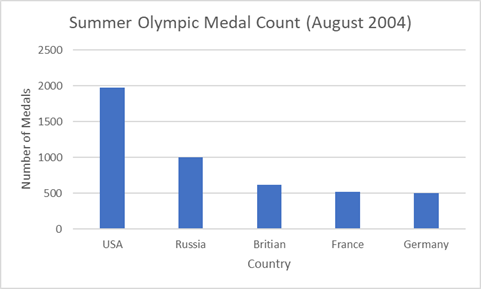 Summer Olympic Medal Count (August 2004)
2500
2000
1500
1000
500
0
Number of Medals
USA Russia Britian France Germany
Country